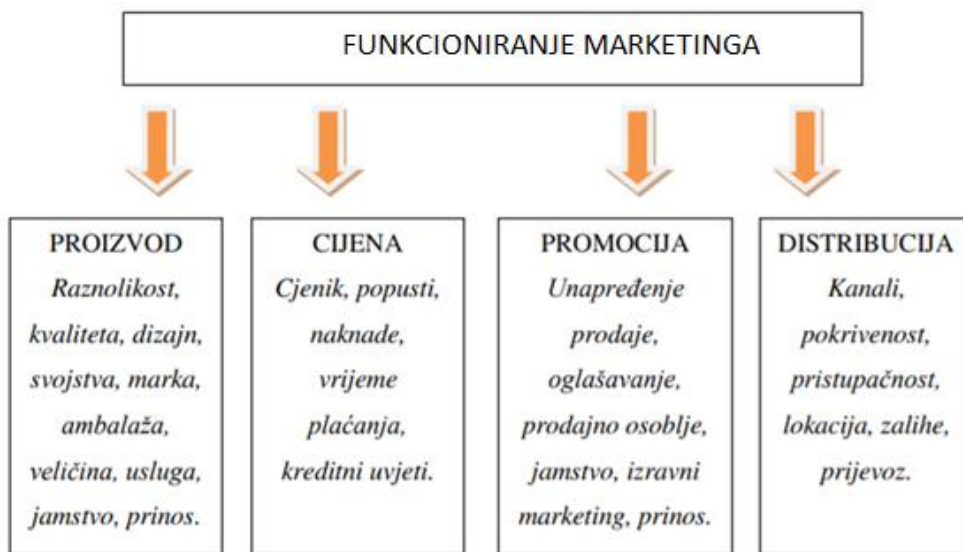 FUNKCIONIRANJE MARKETINGA
PROIZVOD
Raznolikost,
kvaliteta, dizajn,
svojstva, marka,
ambalaža,
veličina, usluga,
jamstvo, prinos.
CIJENA
Cjenik, popusti,
naknade,
vrijeme
plaćanja,
kreditni uvjeti.
PROMOCIJA
Unapređenje
prodaje,
oglašavanje,
prodajno osoblje,
jamstvo, izravni
marketing, prinos.
DISTRIBUCIJA
Kanali,
pokrivenost,
pristupačnost,
lokacija, zalihe,
prijevoz.